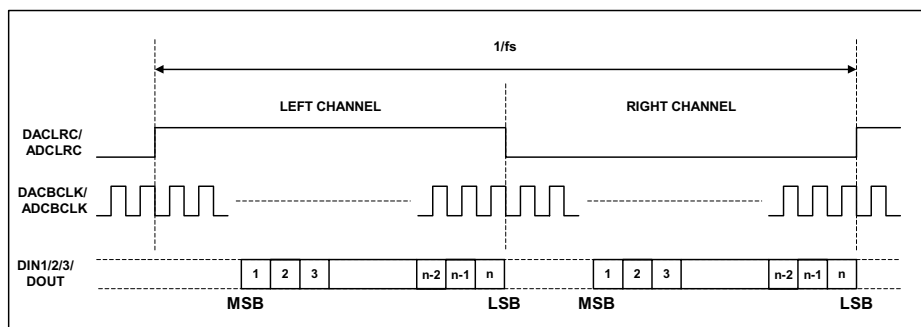 1/fs
LEFT CHANNEL
RIGHT CHANNEL
DACLRC/
ADCLRC
DACBCLK/
ADCBCLK
DIN1/2/3/
DOUT
1 2 3 n-2 n-1 n 1 2 3 n-2 n-1 n
MSB LSB MSB LSB